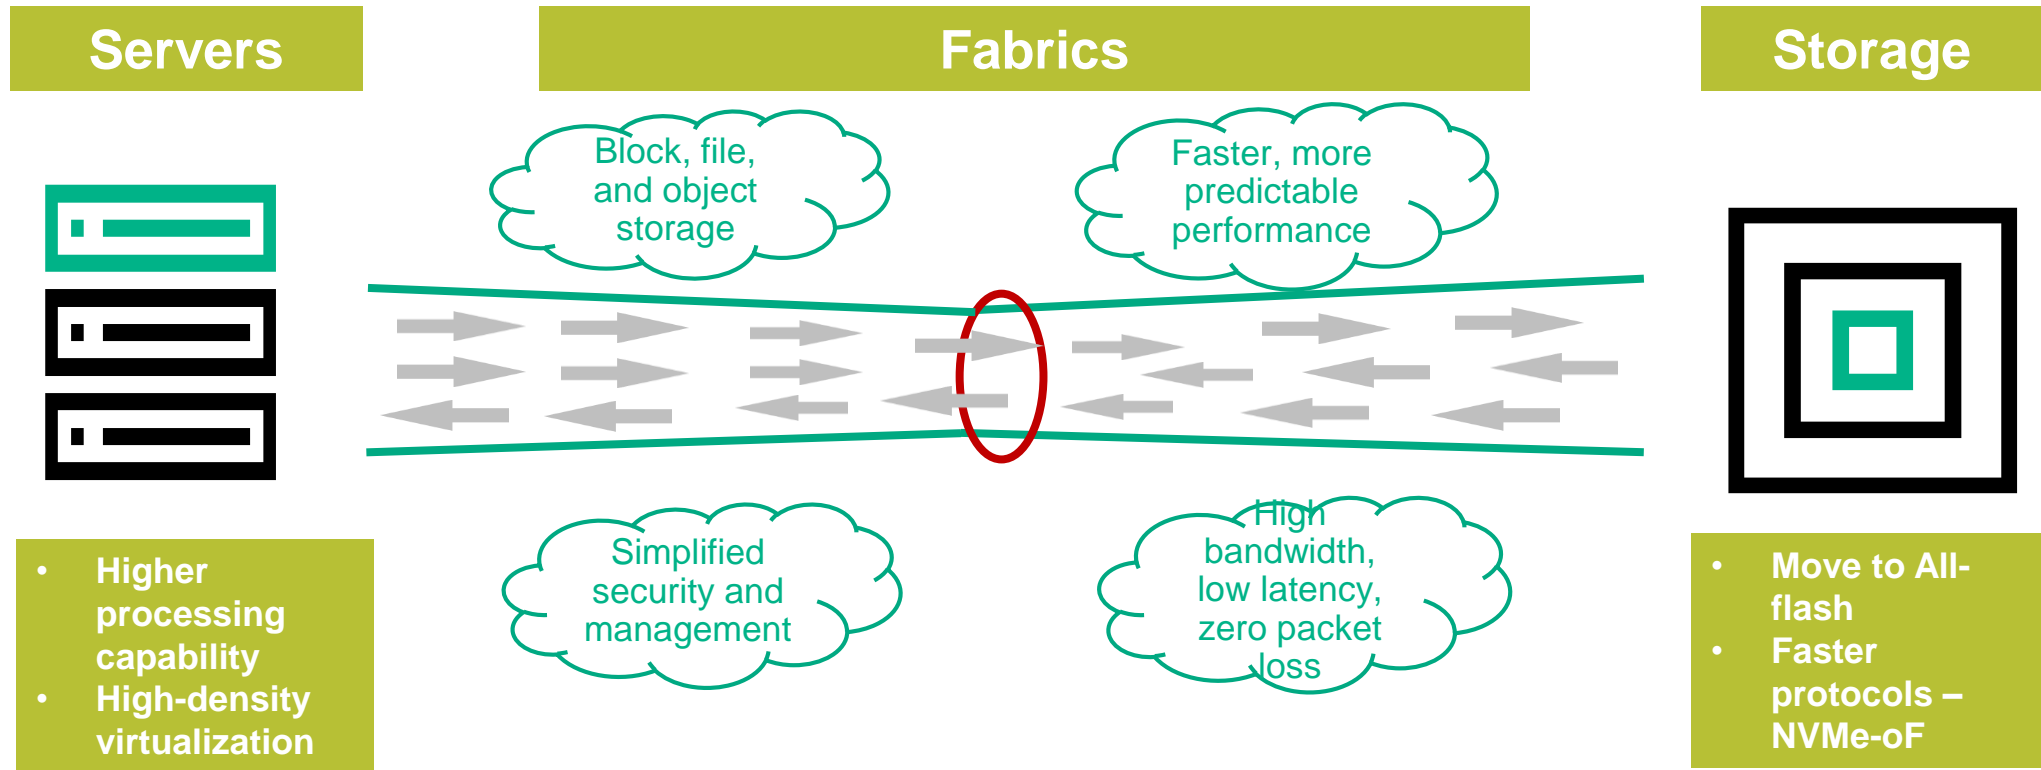 Servers
Fabrics
Storage
Block, file,
and object
storage
Faster, more
predictable
performance
Simplified
security and
management
High
bandwidth,
low latency,
zero packet
loss
• Higher
processing
capability
• High-density
virtualization
• Move to All-
flash
• Faster
protocols –
NVMe-oF